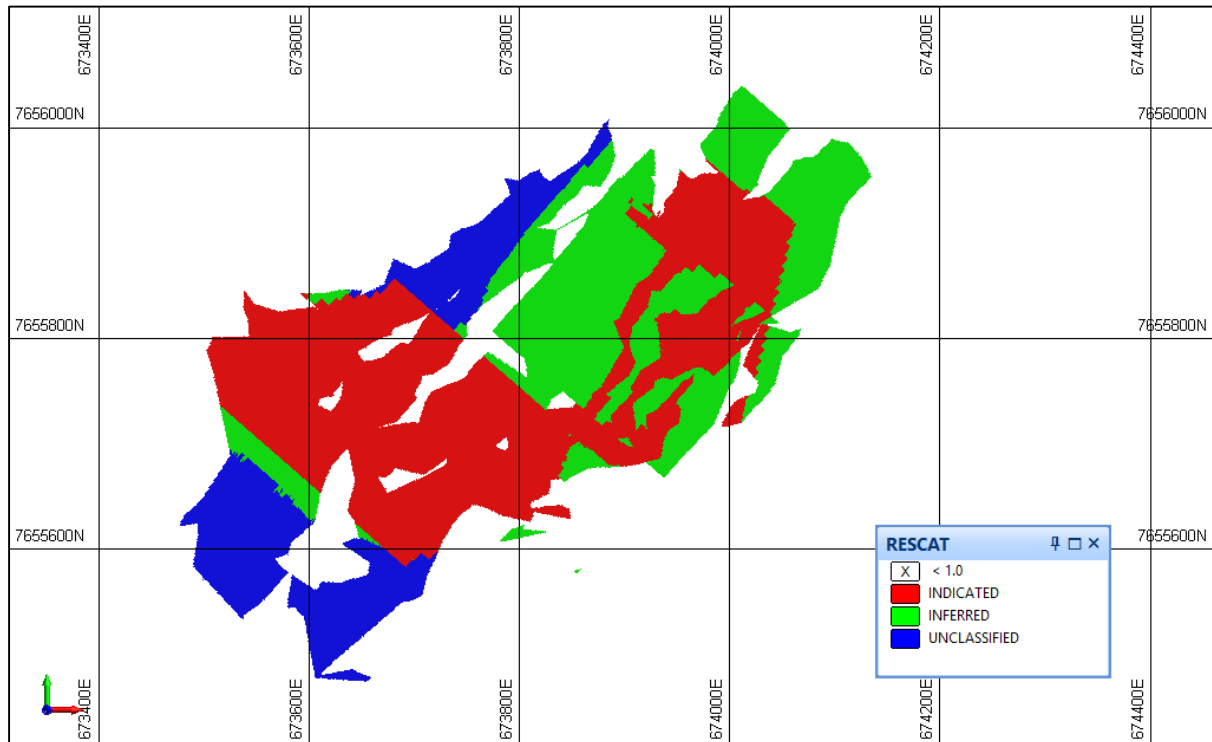 673400E
673600E
673800E
674000E
674200E
674400E
7656000N
7656000N
7655800N
7655800N
7655600N
7655600N
RESCAT
X < 1.0
INDICATED
INFERRED
UNCLASSIFIED
673400E
673600E
673800E
674000E
674200E
674400E